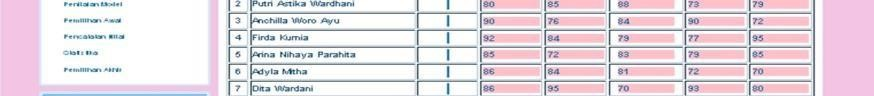 Penilaian Model
Pemilihan Awal
Pencatatan Nilai
Statistika
Pemilihan Akhir
2 Putri Astika Wardhani 80 85 88 73 79
3 Anchilla Woro Ayu 90 76 84 90 72
4 Firda Kurnia 92 84 79 77 95
5 Arina Nihaya Parahita 85 72 83 79 85
6 Adyla Mitha 86 84 81 72 70
7 Dita Wardani 86 95 70 93 80